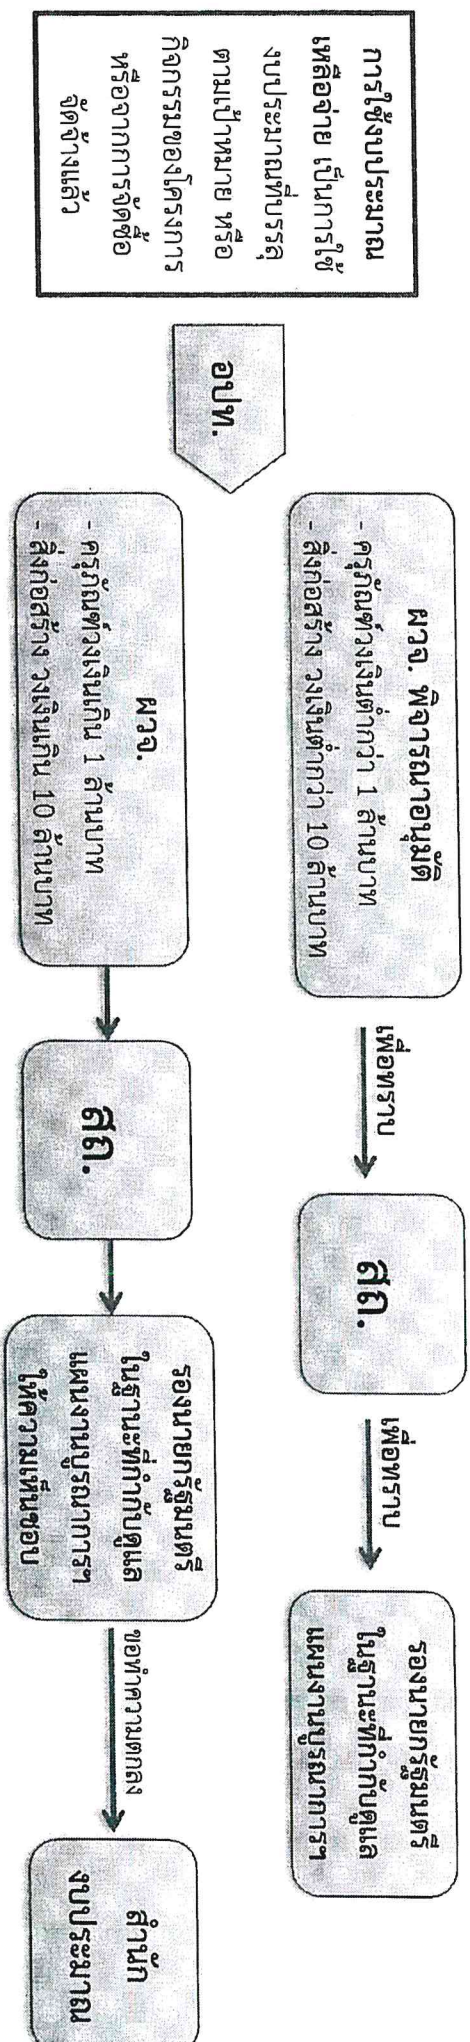 การใช้งบประมาณ
เหลือจ่าย เป็นการใช้
งบประมาณที่บรรลุ
ตามเป้าหมาย หรือ
กิจกรรมของโครงการ
หรือจากการจัดซื้อ
จัดจ้างแล้ว
อปท.
ผวจ. พิจารณาอนุมัติ
- ครุภัณฑ์วงเงินต่ำกว่า 1 ล้านบาท
- สิ่งก่อสร้าง วงเงินต่ำกว่า 10 ล้านบาท
เพื่อทราบ
สถ.
เพื่อทราบ
รองนายกรัฐมนตรี
ในฐานะที่กำกับดูแล
แผนงานบูรณาการฯ
ผวจ.
- ครุภัณฑ์วงเงินเกิน 1 ล้านบาท
- สิ่งก่อสร้าง วงเงินเกิน 10 ล้านบาท
สถ.
รองนายกรัฐมนตรี
ในฐานะที่กำกับดูแล
แผนงานบูรณาการฯ
ให้ความเห็นชอบ
ขอทำความตกลง
สำนัก
งบประมาณ